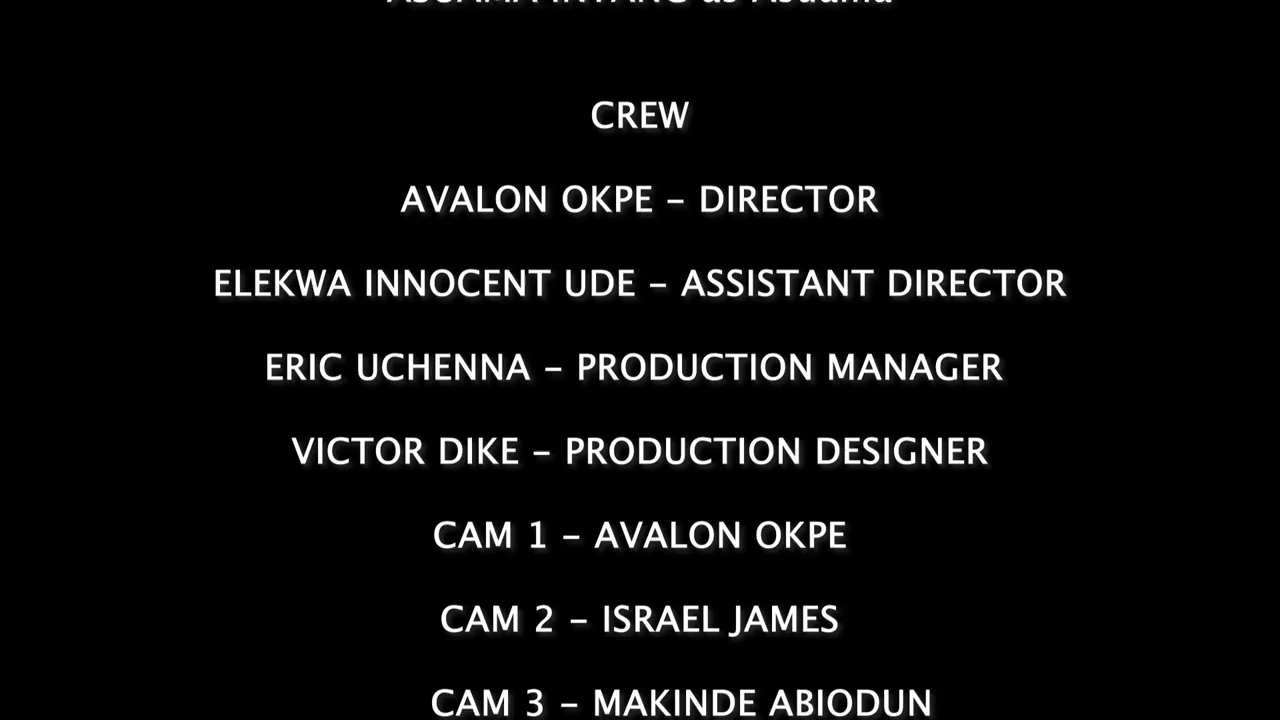 CREW
AVALON OKPE – DIRECTOR
ELEKWA INNOCENT UDE – ASSISTANT DIRECTOR
ERIC UCHENNA – PRODUCTION MANAGER
VICTOR DIKE – PRODUCTION DESIGNER
CAM 1 – AVALON OKPE
CAM 2 – ISRAEL JAMES
CAM 3 – MAKINDE ABIODUN